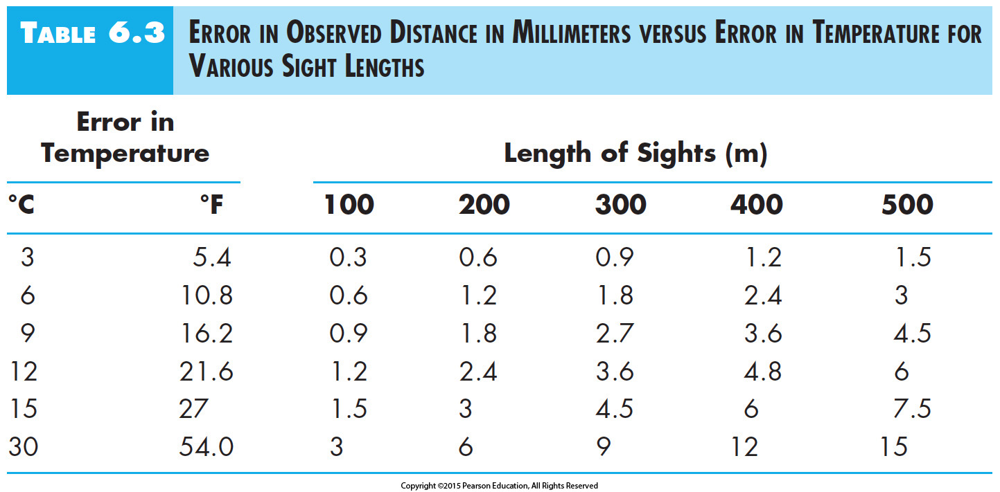 TABLE 6.3
ERROR IN OBSERVED DISTANCE IN MILLIMETERS VERSUS ERROR IN TEMPERATURE FOR
VARIOUS SIGHT LENGTHS
Error in
Temperature
Length of Sights (m)
°C °F 100 200 300 400 500
3 5.4 0.3 0.6 0.9 1.2 1.5
6 10.8 0.6 1.2 1.8 2.4 3
9 16.2 0.9 1.8 2.7 3.6 4.5
12 21.6 1.2 2.4 3.6 4.8 6
15 27 1.5 3 4.5 6 7.5
30 54.0 3 6 9 12 15
Copyright ©2015 Pearson Education, All Rights Reserved